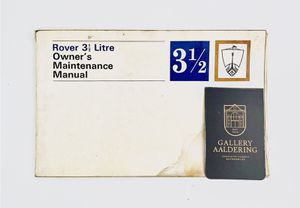 Rover 3½ Litre
Owner's
Maintenance
Manual
3½
GALLERY
AALDERING